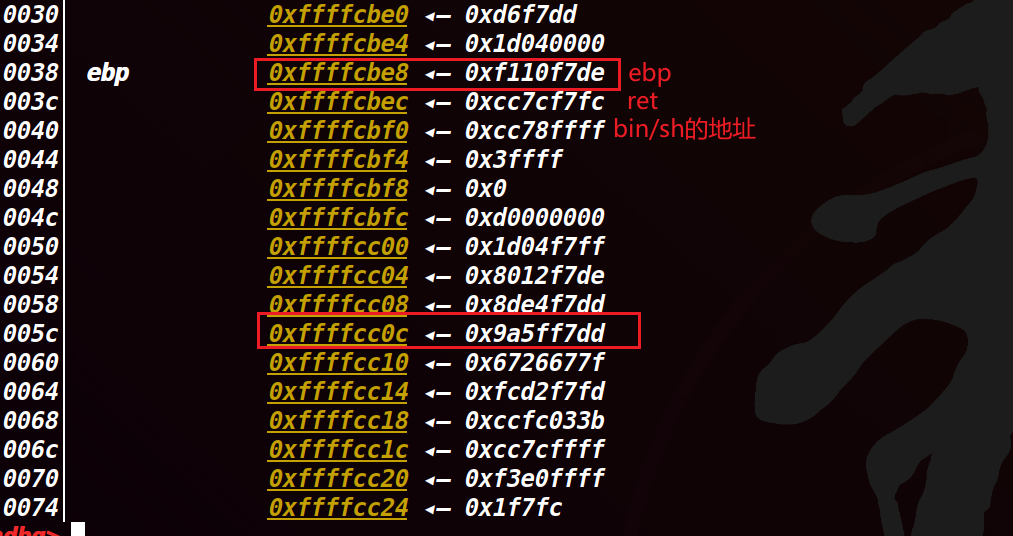 0030 0xffffcbe0 ◂— 0xd6f7dd
0034 0xffffcbe4 ◂— 0x1d040000
0038 ebp 0xffffcbe8 ◂— 0xf110f7de ebp
003c 0xffffcbec ◂— 0xcc7cf7fc ret
0040 0xffffcbf0 ◂— 0xcc78ffff bin/sh的地址
0044 0xffffcbf4 ◂— 0x3ffff
0048 0xffffcbf8 ◂— 0x0
004c 0xffffcbfc ◂— 0xd0000000
0050 0xffffcc00 ◂— 0x1d04f7ff
0054 0xffffcc04 ◂— 0x8012f7de
0058 0xffffcc08 ◂— 0x8de4f7dd
005c 0xffffcc0c ◂— 0x9a5ff7dd
0060 0xffffcc10 ◂— 0x6726677f
0064 0xffffcc14 ◂— 0xfcd2f7fd
0068 0xffffcc18 ◂— 0xccfc033b
006c 0xffffcc1c ◂— 0xcc7cffff
0070 0xffffcc20 ◂— 0xf3e0ffff
0074 0xffffcc24 ◂— 0x1f7fc